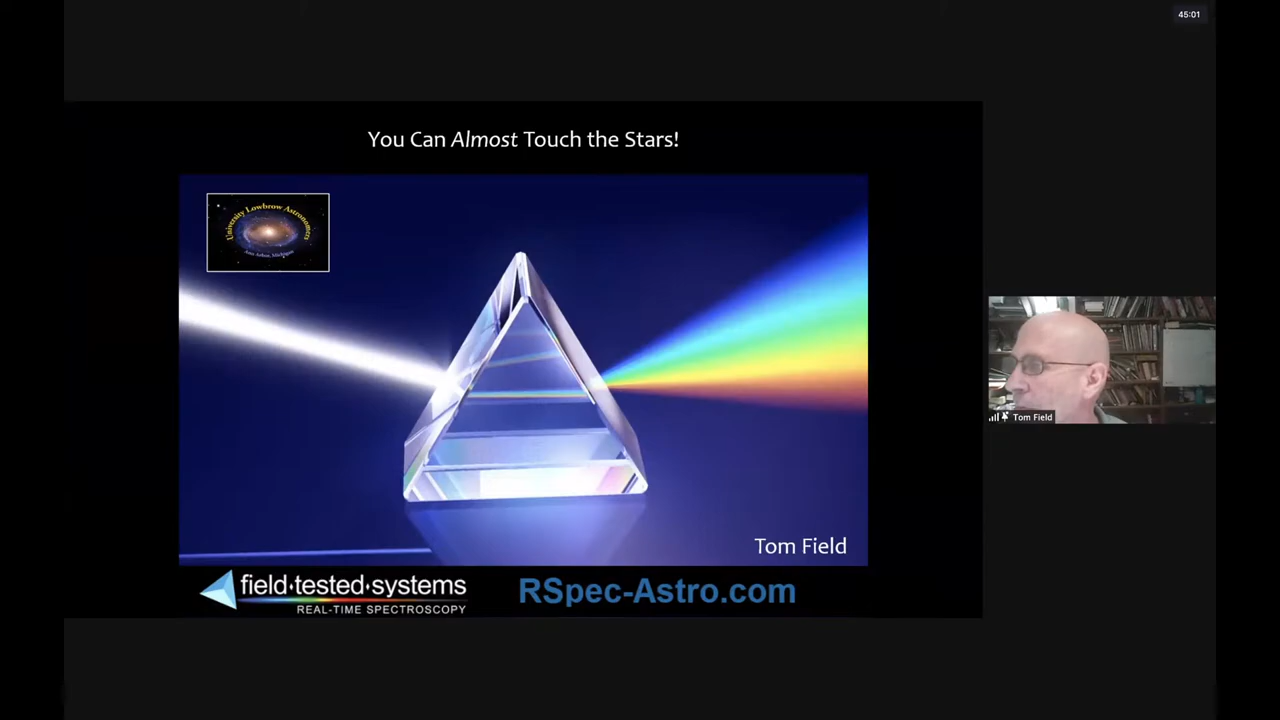 45:01
You Can Almost Touch the Stars!
University Lowbrow Astronomers
Ann Arbor, Michigan
Tom Field
Tom Field
field·tested·systems
REAL-TIME SPECTROSCOPY
RSpec-Astro.com